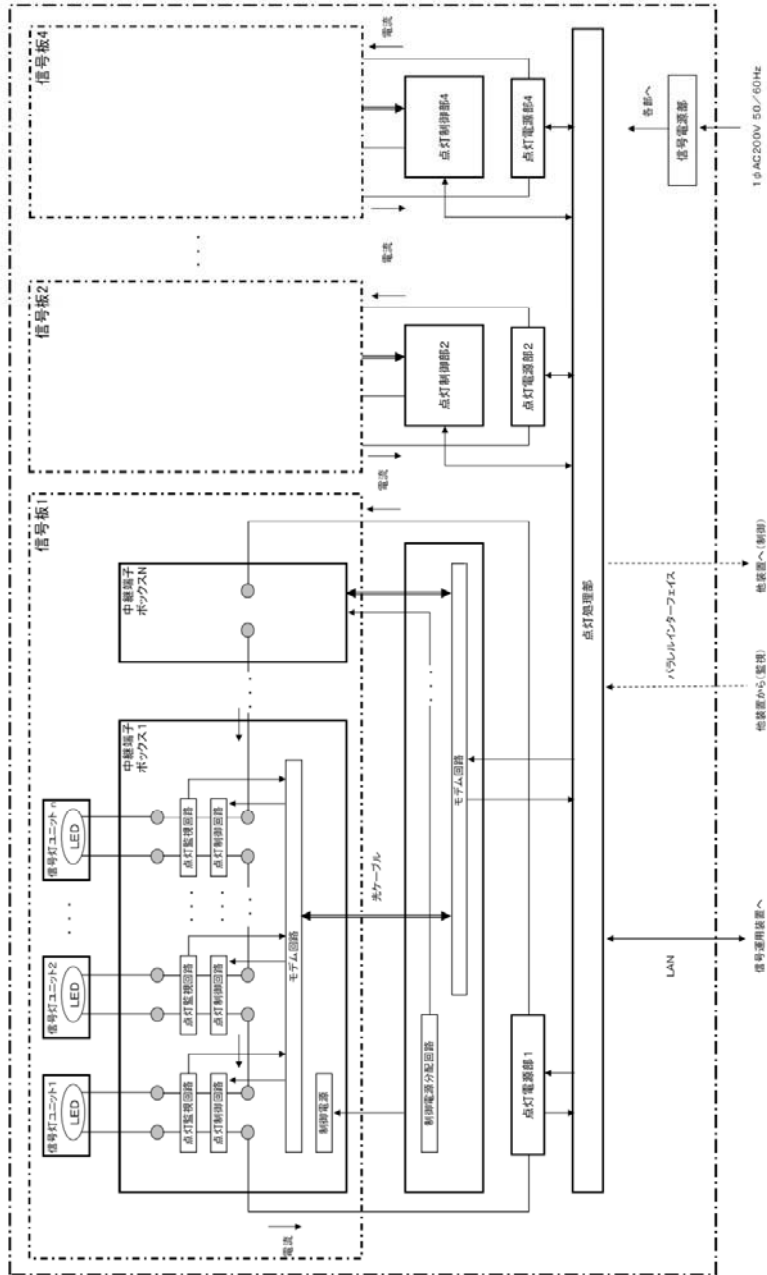 信号板1
信号灯ユニット1
LED
信号灯ユニット2
LED
・・・
信号灯ユニット n
LED
中継端子
ボックス1
点灯監視回路
点灯制御回路
点灯監視回路
点灯制御回路
・・・
・・・
点灯監視回路
点灯制御回路
モデム回路
制御電源
電流
中継端子
ボックスN
・・・
光ケーブル
制御電源分配回路
・・・
モデム回路
点灯電源部1
信号板2
電流
電流
点灯制御部2
点灯電源部2
・・・
信号板4
電流
電流
点灯制御部4
点灯電源部4
点灯処理部
LAN
パラレルインターフェイス
各部へ
信号電源部
信号運用装置へ
他装置から(監視)
他装置へ(制御)
1φAC200V 50/60Hz